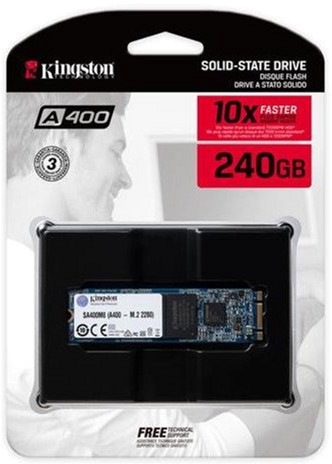 Kingston
TECHNOLOGY
SOLID-STATE DRIVE
DISQUE FLASH
DRIVE A STATO SOLIDO
A400
10x FASTER
240GB
3
Kingston
SA400M8 (A400 – M.2 2280)
FREE TECHNICAL
SUPPORT